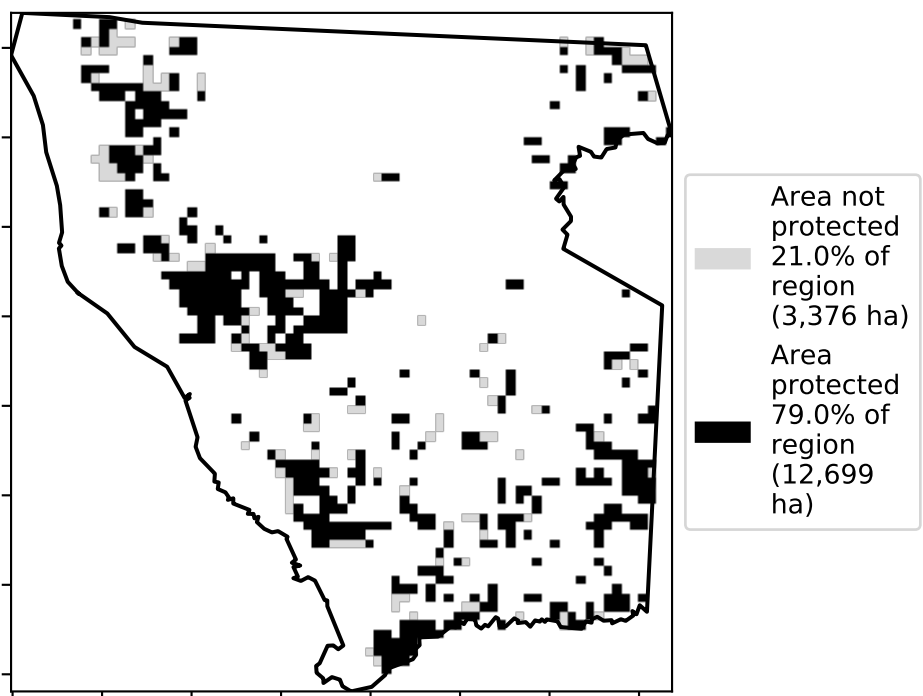 Area not
protected
21.0% of
region
(3,376 ha)
Area
protected
79.0% of
region
(12,699
ha)